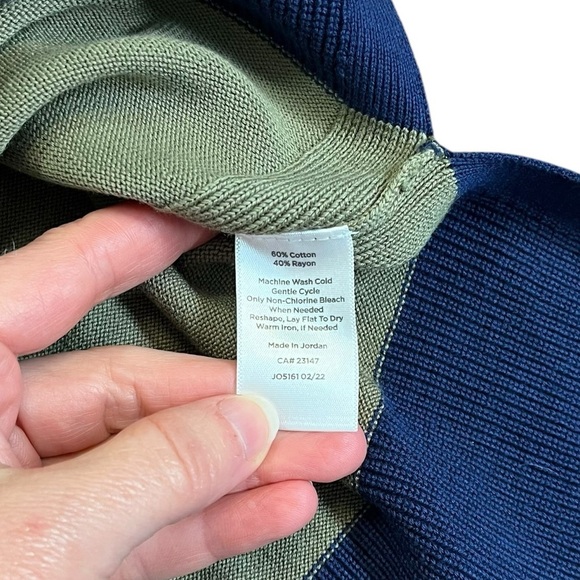 60% Cotton
40% Rayon
Machine Wash Cold
Gentle Cycle
Only Non-Chlorine Bleach
When Needed
Reshape, Lay Flat To Dry
Warm Iron, if Needed
Made in Jordan
CA# 23147
JO5161 02/22